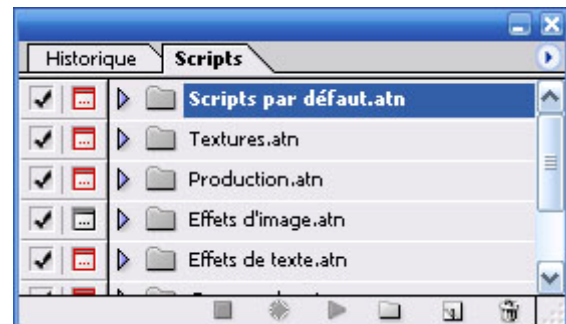 Historique Scripts
Scripts par défaut.atn
Textures.atn
Production.atn
Effets d'image.atn
Effets de texte.atn